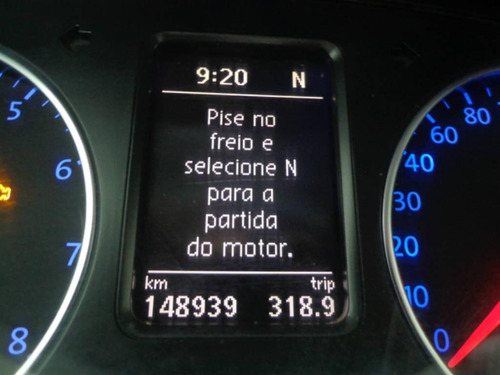 9:20 N
Pise no
freio e
selecione N
para a
partida
do motor.
km trip
148939 318.9
5
6
7
8
80
60
40
30
20
10
0